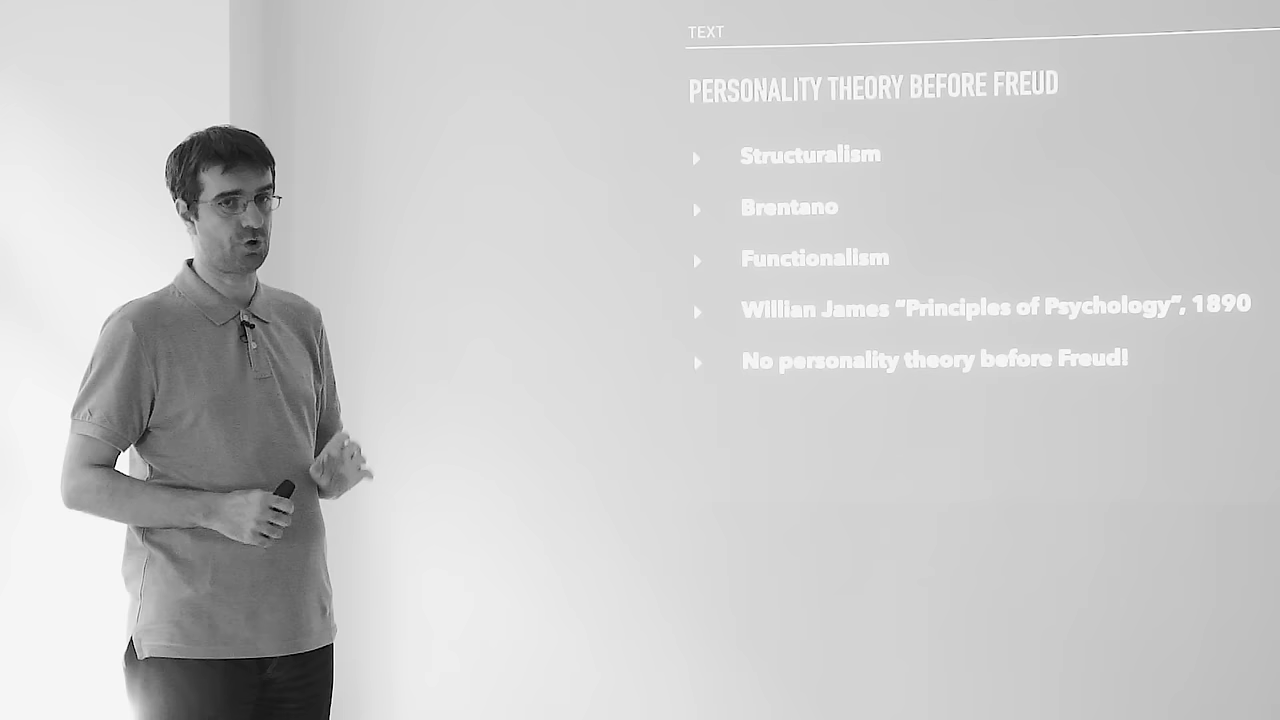 TEXT
PERSONALITY THEORY BEFORE FREUD
Structuralism
Brentano
Functionalism
Willian James “Principles of Psychology”, 1890
No personality theory before Freud!